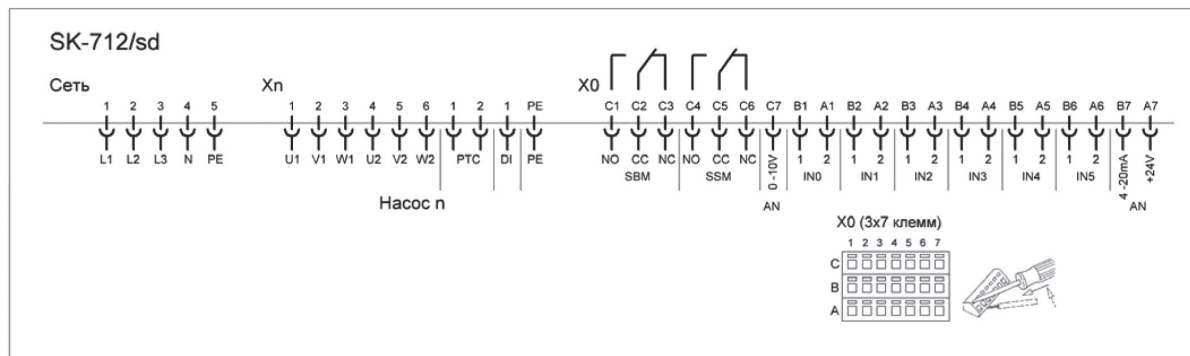 SK-712/sd
Сеть Xn X0
1 2 3 4 5 1 2 3 4 5 6 1 2 1 PE C1 C2 C3 C4 C5 C6 C7 B1 A1 B2 A2 B3 A3 B4 A4 B5 A5 B6 A6 B7 A7
L1 L2 L3 N PE U1 V1 W1 U2 V2 W2 PTC DI PE NO CC NC NO CC NC 0 -10V 1 2 1 2 1 2 1 2 1 2 1 2 4 -20mA +24V
SBM SSM IN0 IN1 IN2 IN3 IN4 IN5
Насос n AN AN
X0 (3x7 клемм)
1 2 3 4 5 6 7
C
B
A